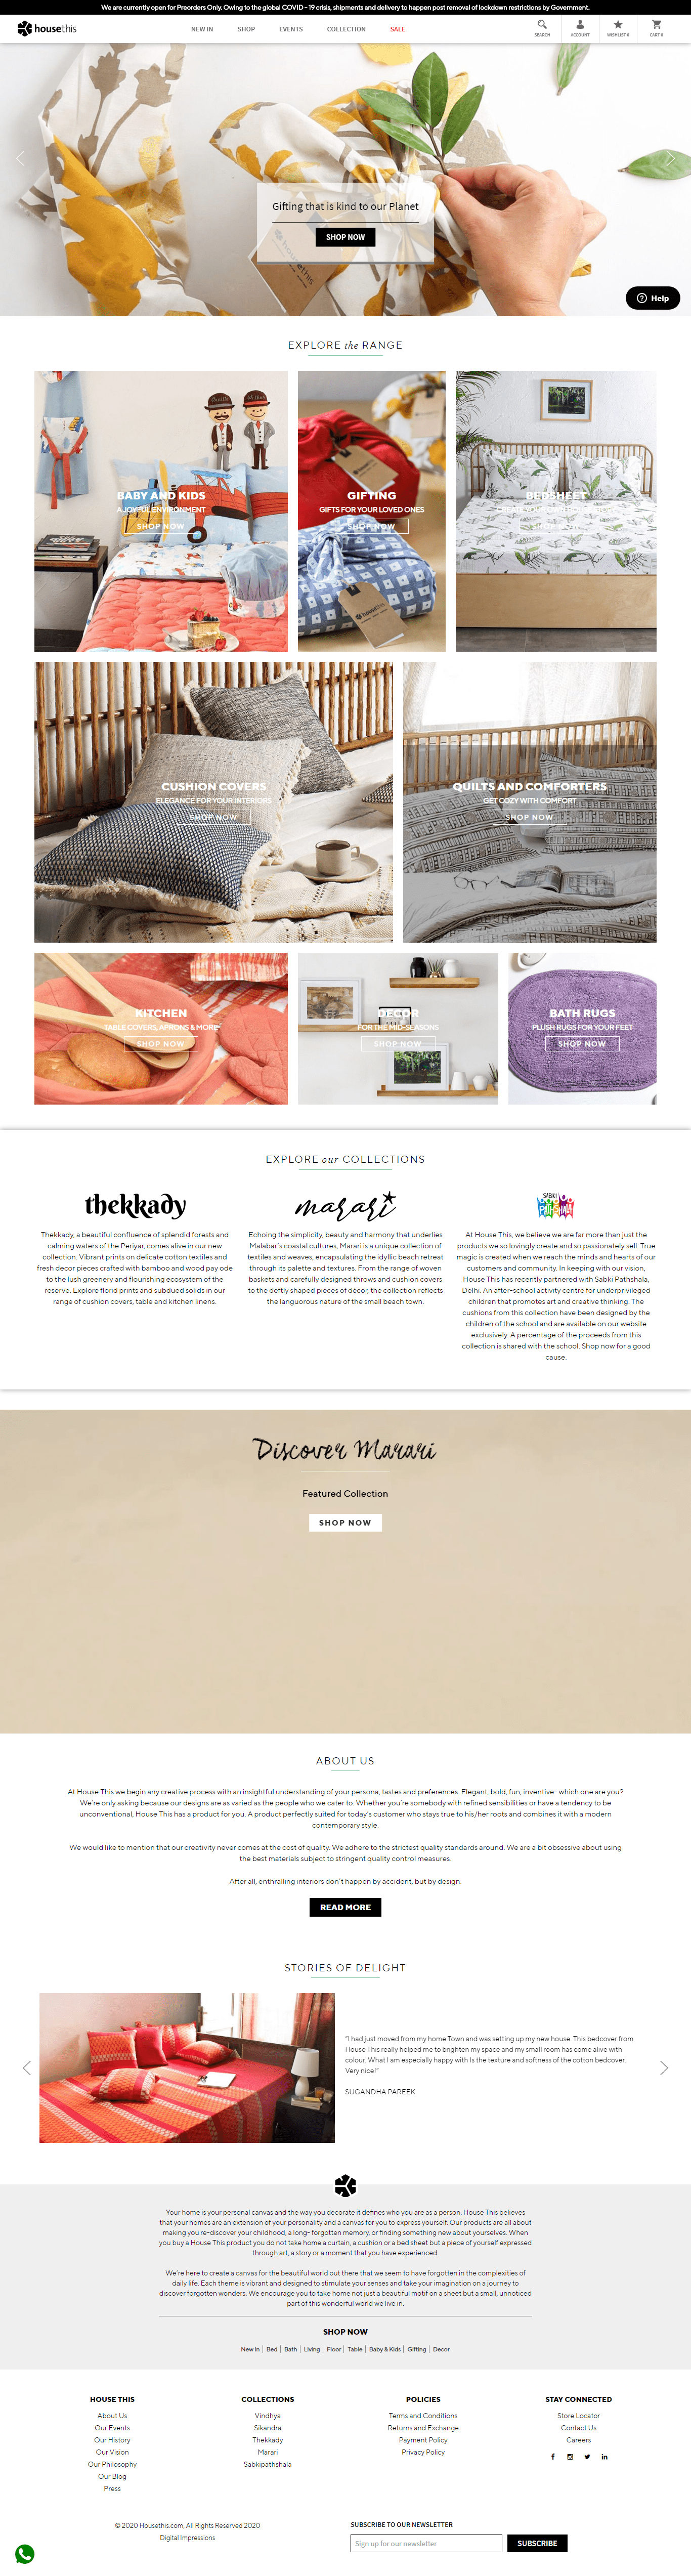 We are currently open for Preorders Only. Owing to the global COVID - 19 crisis, shipments and delivery to happen post removal of lockdown restrictions by Government.
housethis
NEW IN SHOP EVENTS COLLECTION SALE
SEARCH ACCOUNT WISHLIST 0 CART 0
Gifting that is kind to our Planet
SHOP NOW
housethis
Help
EXPLORE the RANGE
BABY AND KIDS
A JOYFUL ENVIRONMENT
SHOP NOW
GIFTING
GIFTS FOR YOUR LOVED ONES
SHOP NOW
housethis
BEDSHEET
SHOP NOW
CUSHION COVERS
ELEGANCE FOR YOUR INTERIORS
SHOP NOW
QUILTS AND COMFORTERS
GET COZY WITH COMFORT
SHOP NOW
KITCHEN
TABLE COVERS, APRONS & MORE
SHOP NOW
DECOR
FOR THE MID-SEASONS
SHOP NOW
BATH RUGS
PLUSH RUGS FOR YOUR FEET
SHOP NOW
EXPLORE our COLLECTIONS
thekkady
Thekkady, a beautiful confluence of splendid forests and
calming waters of the Periyar, comes alive in our new
collection. Vibrant prints on delicate cotton textiles and
fresh decor pieces crafted with bamboo and wood pay ode
to the lush greenery and flourishing ecosystem of the
reserve. Explore florid prints and subdued solids in our
range of cushion covers, table and kitchen linens.
marari
Echoing the simplicity, beauty and harmony that underlies
Malabar's coastal cultures, Marari is a unique collection of
textiles and weaves, encapsulating the idyllic beach retreat
through its palette and textures. From the range of woven
baskets and carefully designed throws and cushion covers
to the deftly shaped pieces of décor, the collection reflects
the languorous nature of the small beach town.
SABKI
At House This, we believe we are far more than just the
products we so lovingly create and so passionately sell. True
magic is created when we reach the minds and hearts of our
customers and community. In keeping with our vision,
House This has recently partnered with Sabki Pathshala,
Delhi. An after-school activity centre for underprivileged
children that promotes art and creative thinking. The
cushions from this collection have been designed by the
children of the school and are available on our website
exclusively. A percentage of the proceeds from this
collection is shared with the school. Shop now for a good
cause.
Discover Marari
Featured Collection
SHOP NOW
ABOUT US
At House This we begin any creative process with an insightful understanding of your persona, tastes and preferences. Elegant, bold, fun, inventive- which one are you?
We're only asking because our designs are as varied as the people who we cater to. Whether you're somebody with refined sensibilities or have a tendency to be
unconventional, House This has a product for you. A product perfectly suited for today's customer who stays true to his/her roots and combines it with a modern
contemporary style.
We would like to mention that our creativity never comes at the cost of quality. We adhere to the strictest quality standards around. We are a bit obsessive about using
the best materials subject to stringent quality control measures.
After all, enthralling interiors don't happen by accident, but by design.
READ MORE
STORIES OF DELIGHT
"I had just moved from my home Town and was setting up my new house. This bedcover from
House This really helped me to brighten my space and my small room has come alive with
colour. What I am especially happy with Is the texture and softness of the cotton bedcover.
Very nice!"
SUGANDHA PAREEK
Your home is your personal canvas and the way you decorate it defines who you are as a person. House This believes
that your homes are an extension of your personality and a canvas for you to express yourself. Our products are all about
making you re-discover your childhood, a long- forgotten memory, or finding something new about yourselves. When
you buy a House This product you do not take home a curtain, a cushion or a bed sheet but a piece of yourself expressed
through art, a story or a moment that you have experienced.
We're here to create a canvas for the beautiful world out there that we seem to have forgotten in the complexities of
daily life. Each theme is vibrant and designed to stimulate your senses and take your imagination on a journey to
discover forgotten wonders. We encourage you to take home not just a beautiful motif on a sheet but a small, unnoticed
part of this wonderful world we live in.
SHOP NOW
New In | Bed | Bath | Living | Floor | Table | Baby & Kids | Gifting | Decor
HOUSE THIS
About Us
Our Events
Our History
Our Vision
Our Philosophy
Our Blog
Press
COLLECTIONS
Vindhya
Sikandra
Thekkady
Marari
Sabkipathshala
POLICIES
Terms and Conditions
Returns and Exchange
Payment Policy
Privacy Policy
STAY CONNECTED
Store Locator
Contact Us
Careers
© 2020 Housethis.com, All Rights Reserved 2020
Digital Impressions
SUBSCRIBE TO OUR NEWSLETTER
Sign up for our newsletter
SUBSCRIBE